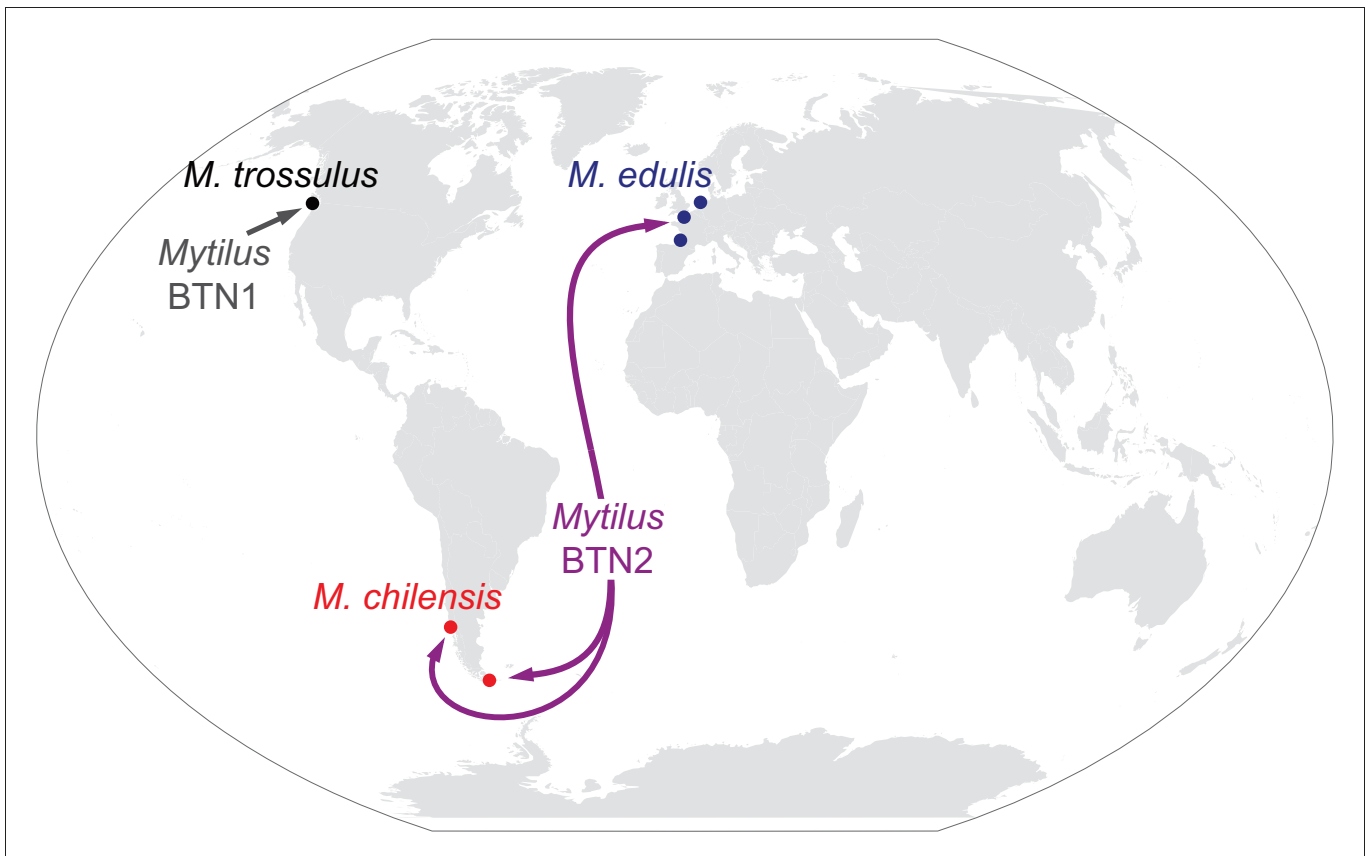 M. trossulus
Mytilus
BTN1
M. edulis
Mytilus
BTN2
M. chilensis